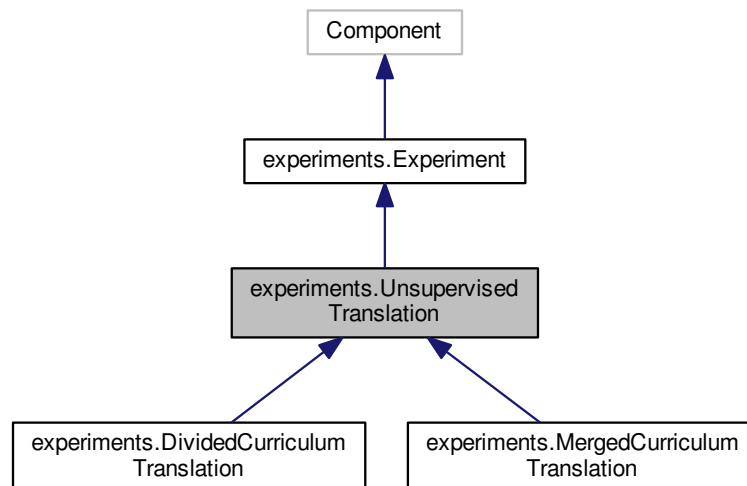 Component
experiments.Experiment
experiments.Unsupervised
Translation
experiments.DividedCurriculum
Translation
experiments.MergedCurriculum
Translation